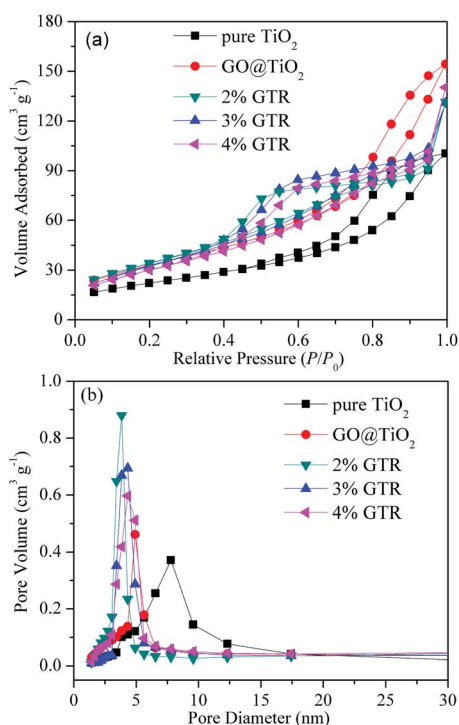 (a)
pure TiO₂
GO@TiO₂
2% GTR
3% GTR
4% GTR
Volume Adsorbed (cm³ g⁻¹)
180
150
120
90
60
30
0
0.0 0.2 0.4 0.6 0.8 1.0
Relative Pressure (P/P₀)
(b)
pure TiO₂
GO@TiO₂
2% GTR
3% GTR
4% GTR
Pore Volume (cm³ g⁻¹)
1.0
0.8
0.6
0.4
0.2
0.0
0 5 10 15 20 25 30
Pore Diameter (nm)